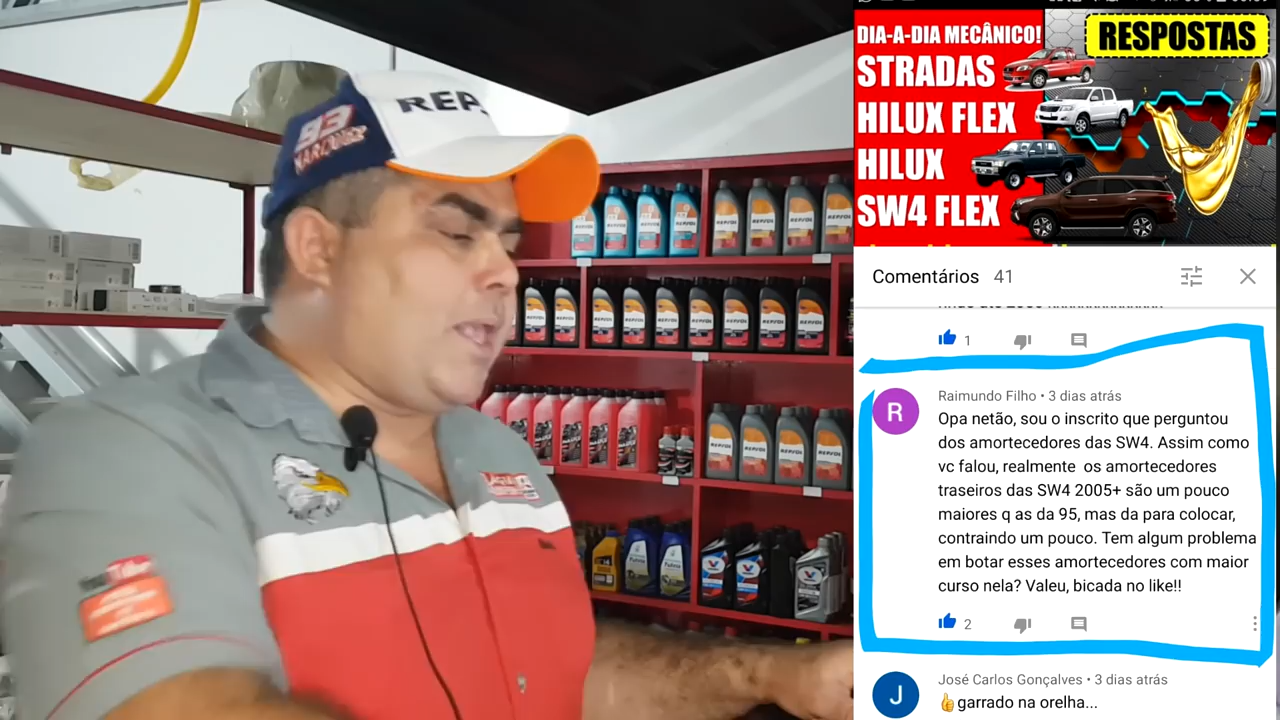 93
MARQUEZ
REPS
REPSOL
DIA-A-DIA MECÂNICO!
RESPOSTAS
STRADAS
HILUX FLEX
HILUX
SW4 FLEX
Comentários 41
1
R
Raimundo Filho • 3 dias atrás
Opa netão, sou o inscrito que perguntou
dos amortecedores das SW4. Assim como
vc falou, realmente os amortecedores
traseiros das SW4 2005+ são um pouco
maiores q as da 95, mas da para colocar,
contraindo um pouco. Tem algum problema
em botar esses amortecedores com maior
curso nela? Valeu, bicada no like!!
2
J
José Carlos Gonçalves • 3 dias atrás
👍garrado na orelha...